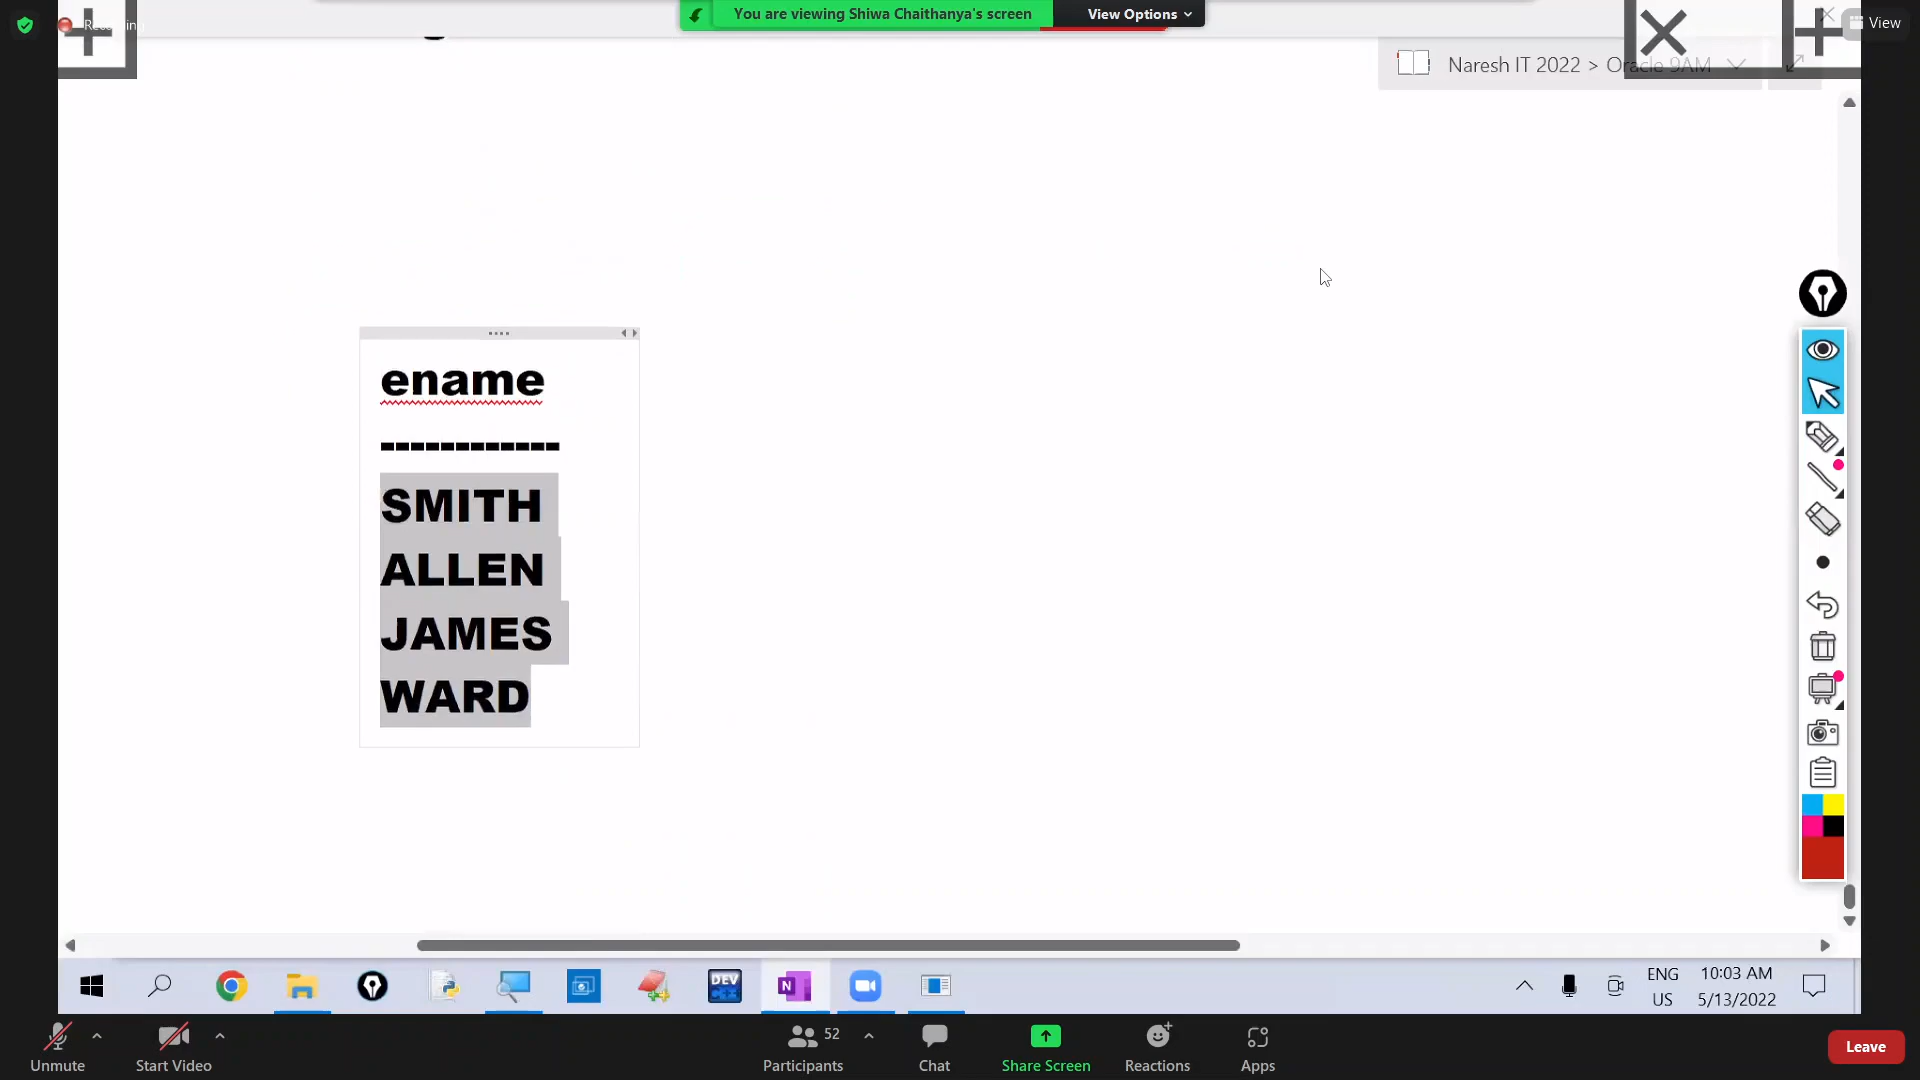 Recording
You are viewing Shiwa Chaithanya's screen
View Options
View
Naresh IT 2022 > Oracle 9AM
ename
------------
SMITH
ALLEN
JAMES
WARD
DEV
N
ENG
US
10:03 AM
5/13/2022
Unmute
Start Video
52
Participants
Chat
Share Screen
Reactions
Apps
Leave